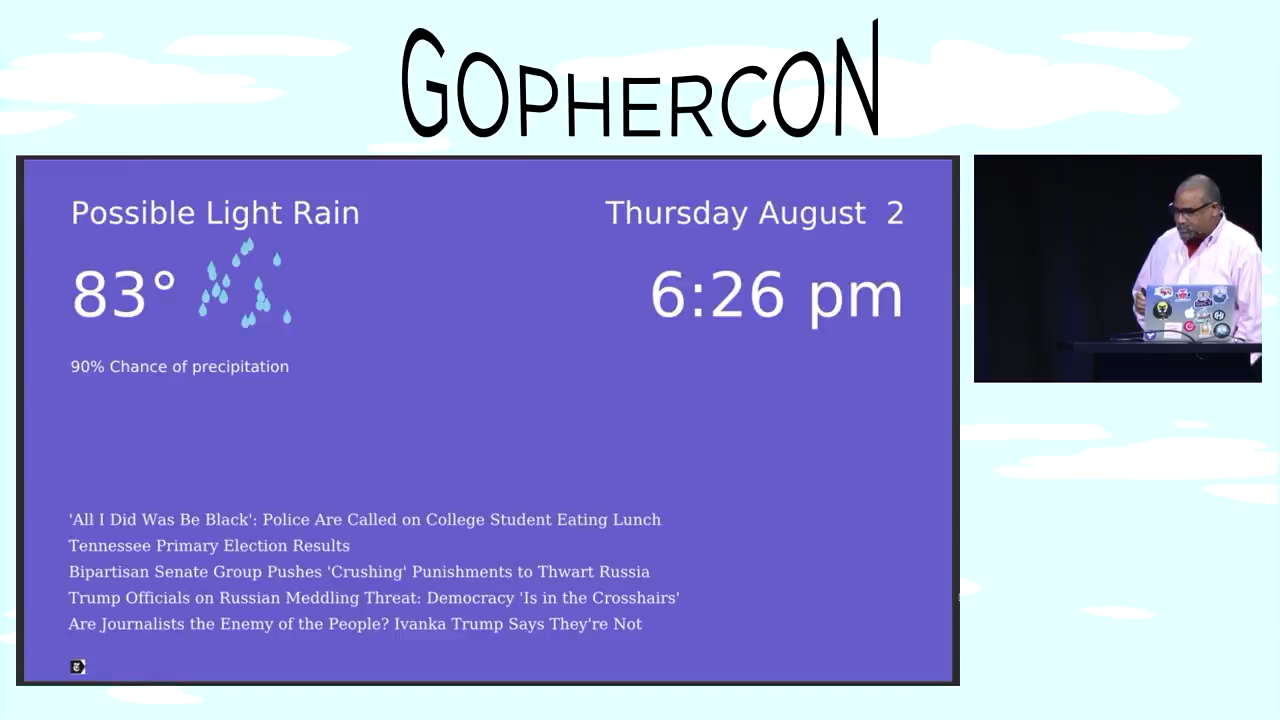 GOPHERCON
Possible Light Rain
Thursday August 2
83°
6:26 pm
90% Chance of precipitation
'All I Did Was Be Black': Police Are Called on College Student Eating Lunch
Tennessee Primary Election Results
Bipartisan Senate Group Pushes 'Crushing' Punishments to Thwart Russia
Trump Officials on Russian Meddling Threat: Democracy 'Is in the Crosshairs'
Are Journalists the Enemy of the People? Ivanka Trump Says They're Not